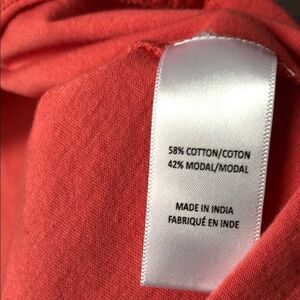 58% COTTON/COTON
42% MODAL/MODAL
MADE IN INDIA
FABRIQUÉ EN INDE